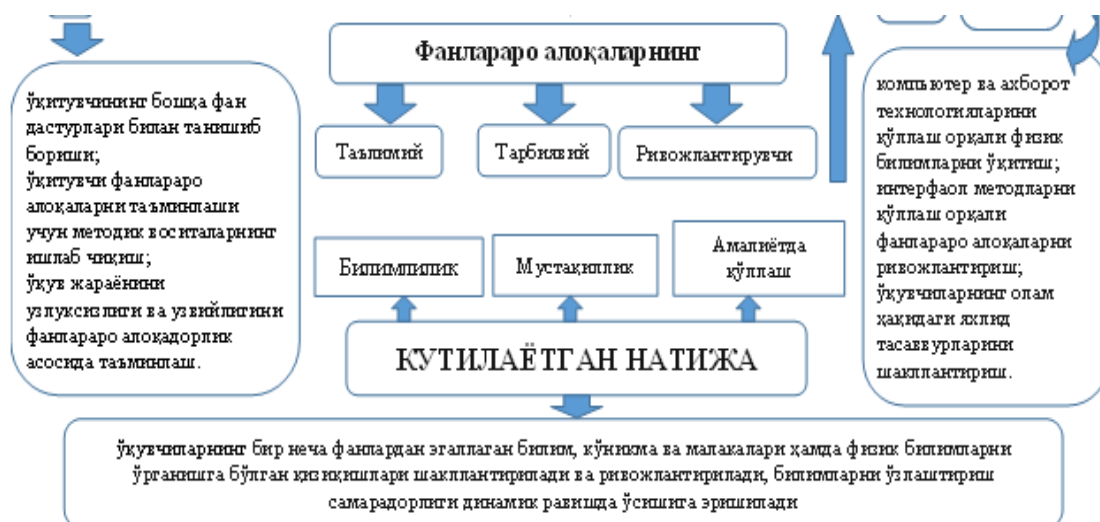 Фанлараро алоқаларнинг
Таълимий
Тарбиявий
Ривожлантирувчи
ўқитувчининг бошқа фан
дастурлари билан танишиб
бориши;
ўқитувчи фанлараро
алоқаларни таъминлаши
учун методик воситаларнинг
ишлаб чиқиш;
ўқув жараёнини
узлуксизлиги ва узвийлигини
фанлараро алоқадорлик
асосида таъминлаш.
компьютер ва ахборот
технологияларини
қўллаш орқали физик
билимларни ўқитиш;
интерфаол методларни
қўллаш орқали
фанлараро алоқаларни
ривожлантириш;
ўқувчиларнинг олам
ҳақидаги яхлид
тасаввурларини
шакллантириш.
Билимлилик
Мустақиллик
Амалиётда
қўллаш
КУТИЛАЁТГАН НАТИЖА
ўқувчиларнинг бир неча фанлардан эгаллаган билим, кўникма ва малакалари ҳамда физик билимларни
ўрганишга бўлган қизиқишлари шакллантирилади ва ривожлантирилади, билимларни ўзлаштириш
самарадорлиги динамик равишда ўсишига эришилади